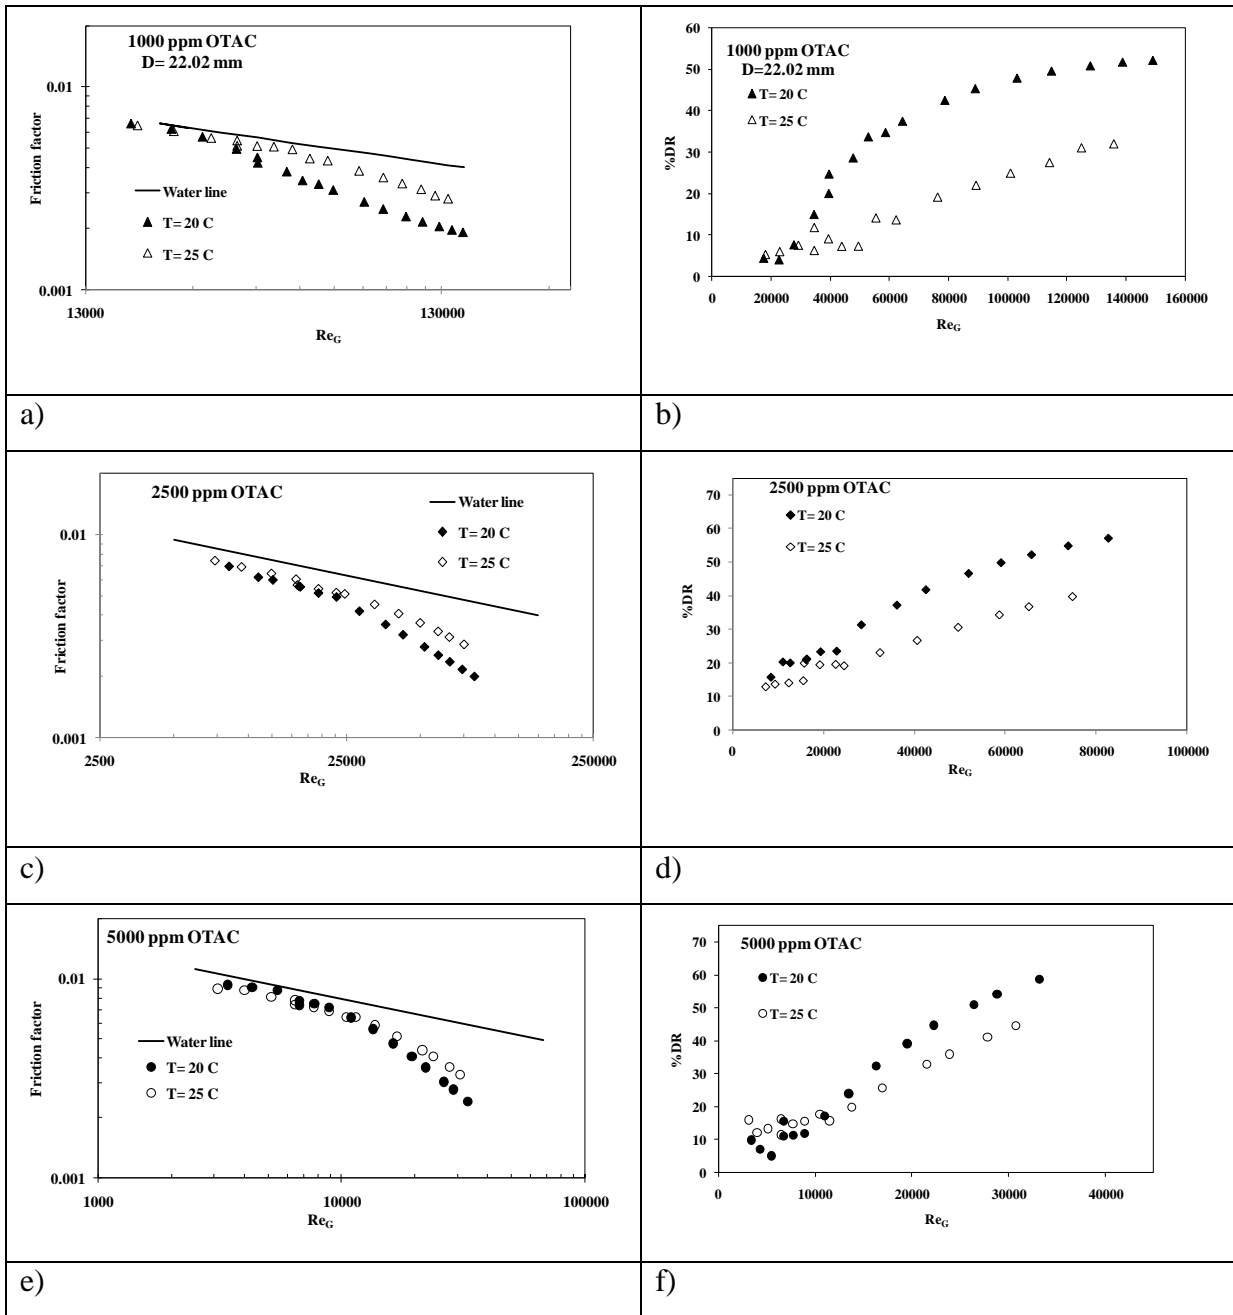 1000 ppm OTAC
D= 22.02 mm
0.01
Friction factor
Water line
T= 20 C
T= 25 C
0.001
13000
130000
Re_G
a)
60
1000 ppm OTAC
D=22.02 mm
50
T= 20 C
40
T= 25 C
%DR
30
20
10
0
0
20000
40000
60000
80000
100000
120000
140000
160000
Re_G
b)
2500 ppm OTAC
Water line
T= 20 C
T= 25 C
0.01
Friction factor
0.001
2500
25000
250000
Re_G
c)
2500 ppm OTAC
70
T= 20 C
60
T= 25 C
50
%DR
40
30
20
10
0
0
20000
40000
60000
80000
100000
Re_G
d)
5000 ppm OTAC
0.01
Friction factor
Water line
T= 20 C
T= 25 C
0.001
1000
10000
100000
Re_G
e)
70
5000 ppm OTAC
60
T= 20 C
50
T= 25 C
40
%DR
30
20
10
0
0
10000
20000
30000
40000
Re_G
f)